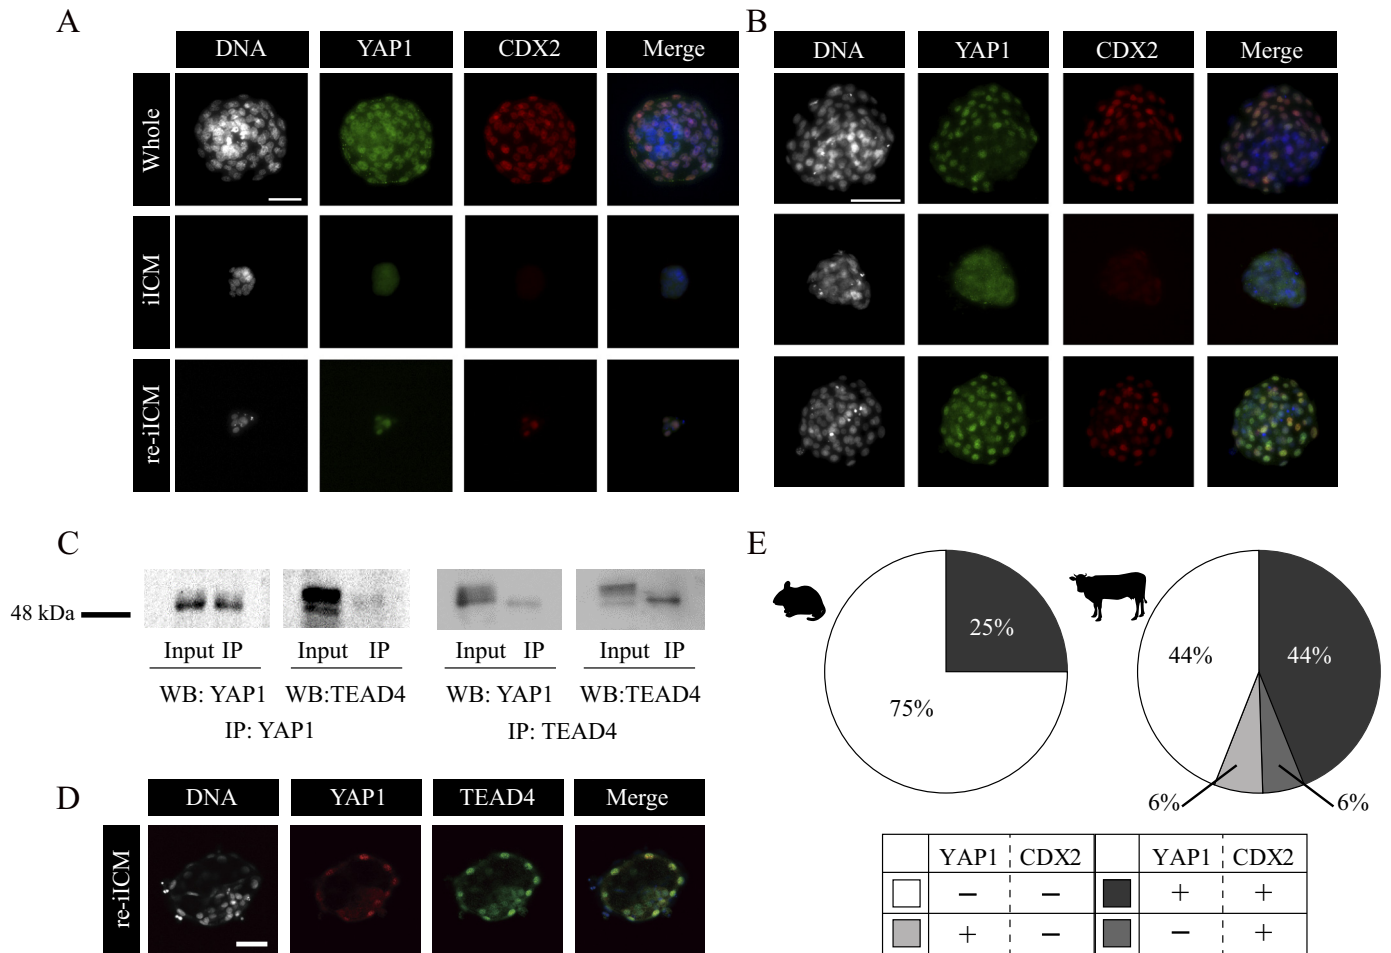 A
DNA YAP1 CDX2 Merge
Whole
iICM
re-iICM
B
DNA YAP1 CDX2 Merge
C
48 kDa
Input IP Input IP Input IP Input IP
WB: YAP1 WB:TEAD4 WB: YAP1 WB:TEAD4
IP: YAP1 IP: TEAD4
D
DNA YAP1 TEAD4 Merge
re-iICM
E
25%
75%
44% 44%
6% 6%
YAP1 CDX2 YAP1 CDX2
− − + +
+ − − +